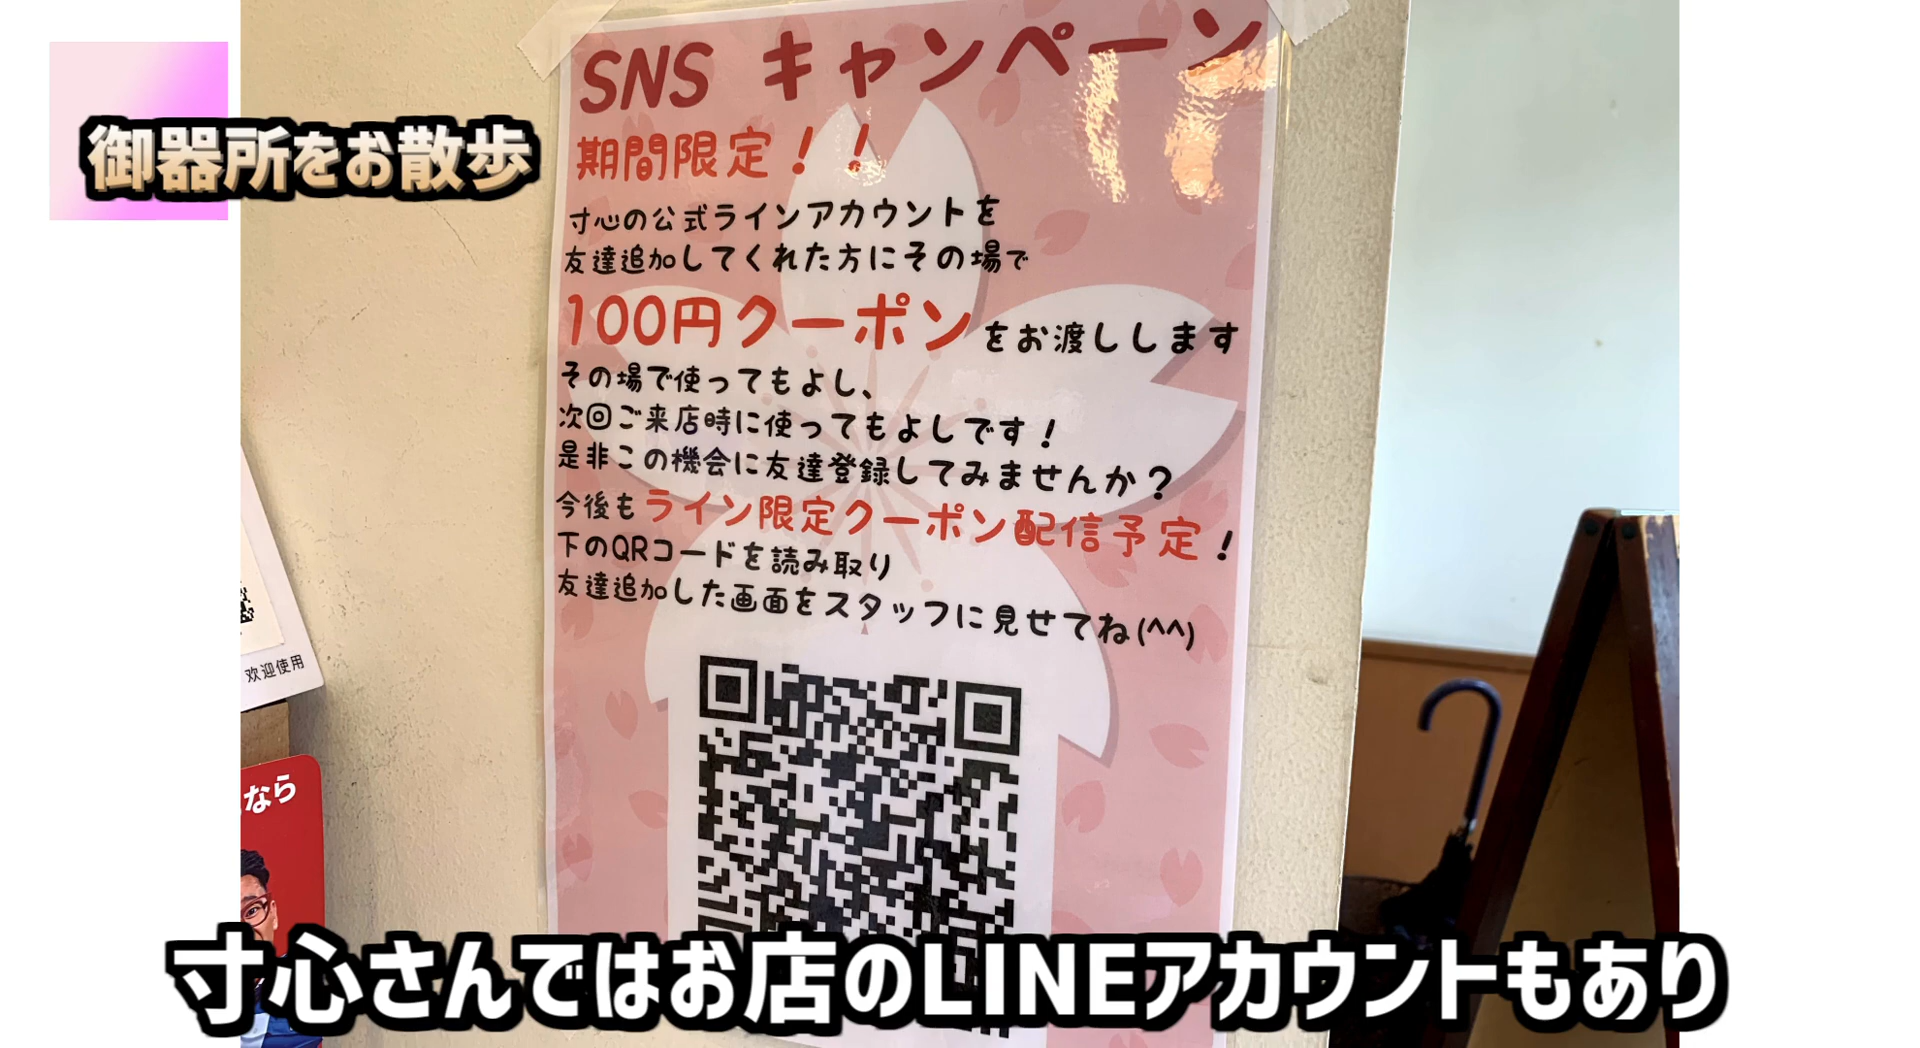 御器所をお散歩
SNS キャンペーン
期間限定！！
寸心の公式ラインアカウントを
友達追加してくれた方にその場で
100円クーポンをお渡しします
その場で使ってもよし、
次回ご来店時に使ってもよしです！
是非この機会に友達登録してみませんか？
今後もライン限定クーポン配信予定！
下のQRコードを読み取り
友達追加した画面をスタッフに見せてね(^^)
欢迎使用
なら
寸心さんではお店のLINEアカウントもあり